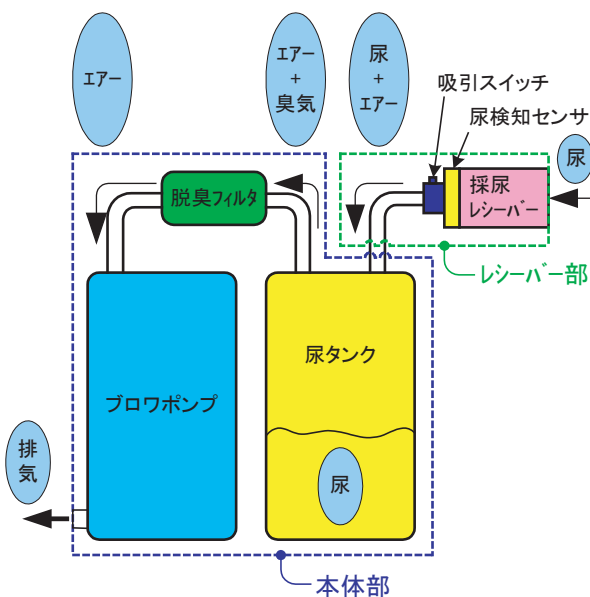 エアー
エアー
+
臭気
尿
+
エアー
吸引スイッチ
尿検知センサ
尿
脱臭フィルタ
採尿
レシーバー
レシーバー部
尿タンク
ブロワポンプ
排
気
尿
本体部